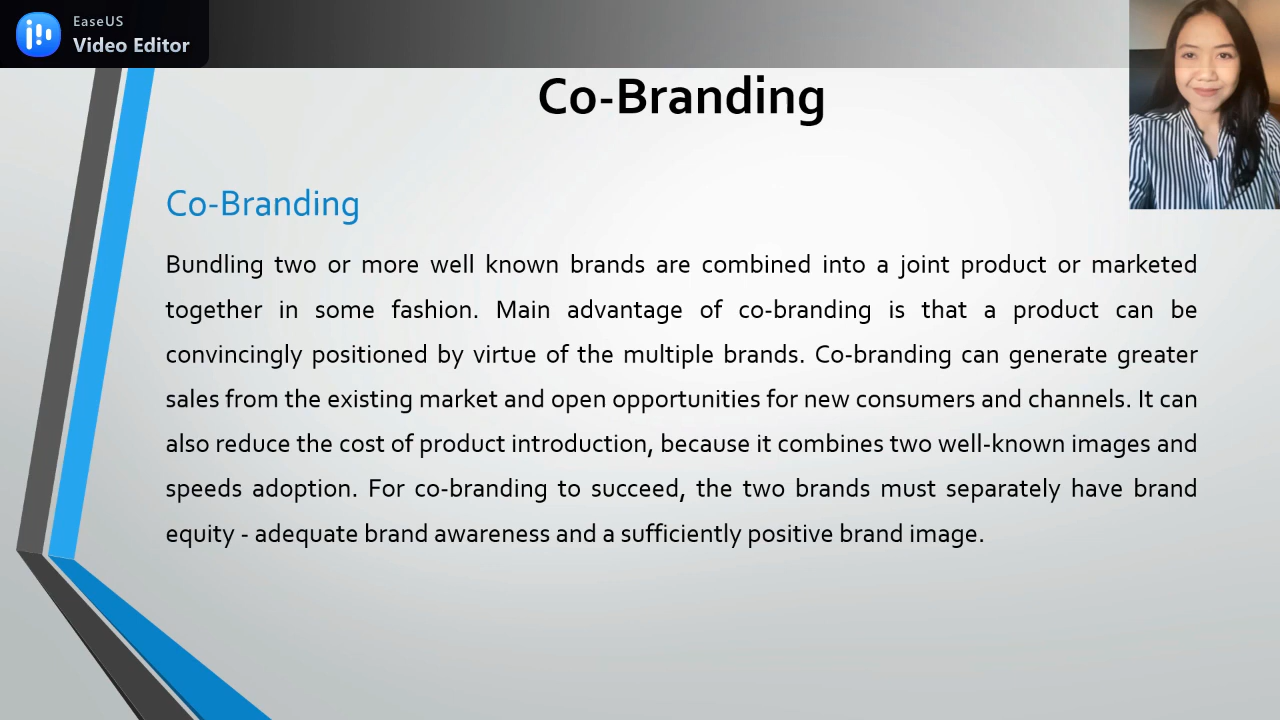 EaseUS
Video Editor
Co-Branding
Co-Branding
Bundling two or more well known brands are combined into a joint product or marketed
together in some fashion. Main advantage of co-branding is that a product can be
convincingly positioned by virtue of the multiple brands. Co-branding can generate greater
sales from the existing market and open opportunities for new consumers and channels. It can
also reduce the cost of product introduction, because it combines two well-known images and
speeds adoption. For co-branding to succeed, the two brands must separately have brand
equity - adequate brand awareness and a sufficiently positive brand image.